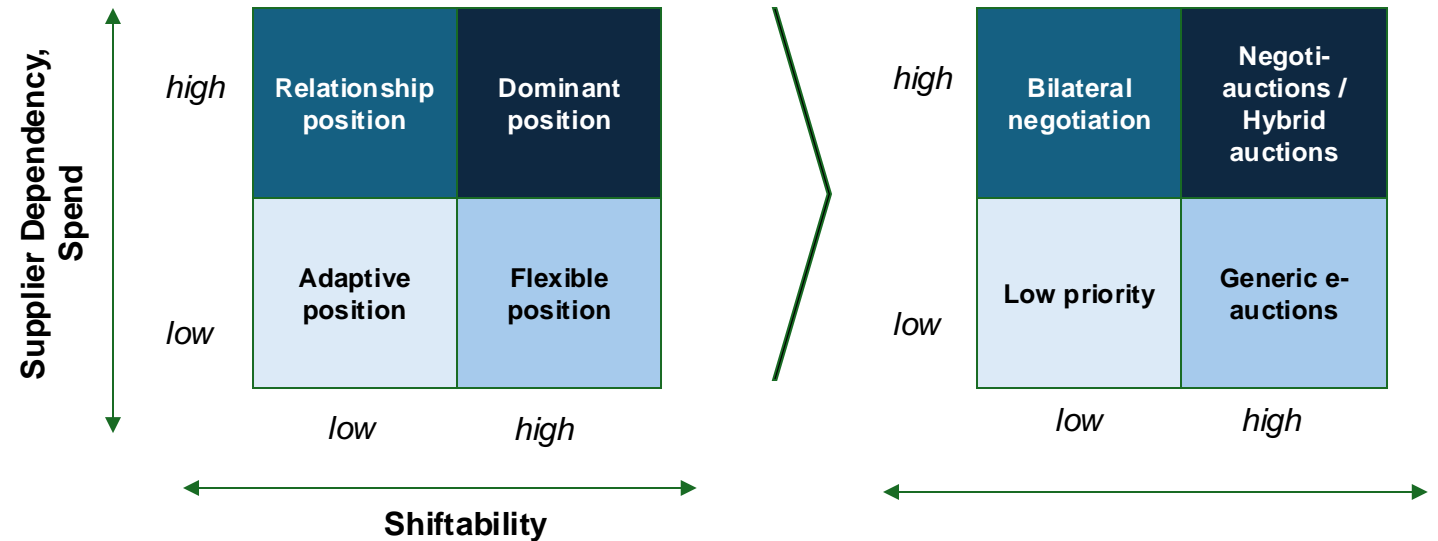 Supplier Dependency,
Spend
high
low
Relationship
position
Dominant
position
Adaptive
position
Flexible
position
low
high
Shiftability
high
low
Bilateral
negotiation
Negoti-
auctions /
Hybrid
auctions
Low priority
Generic e-
auctions
low
high